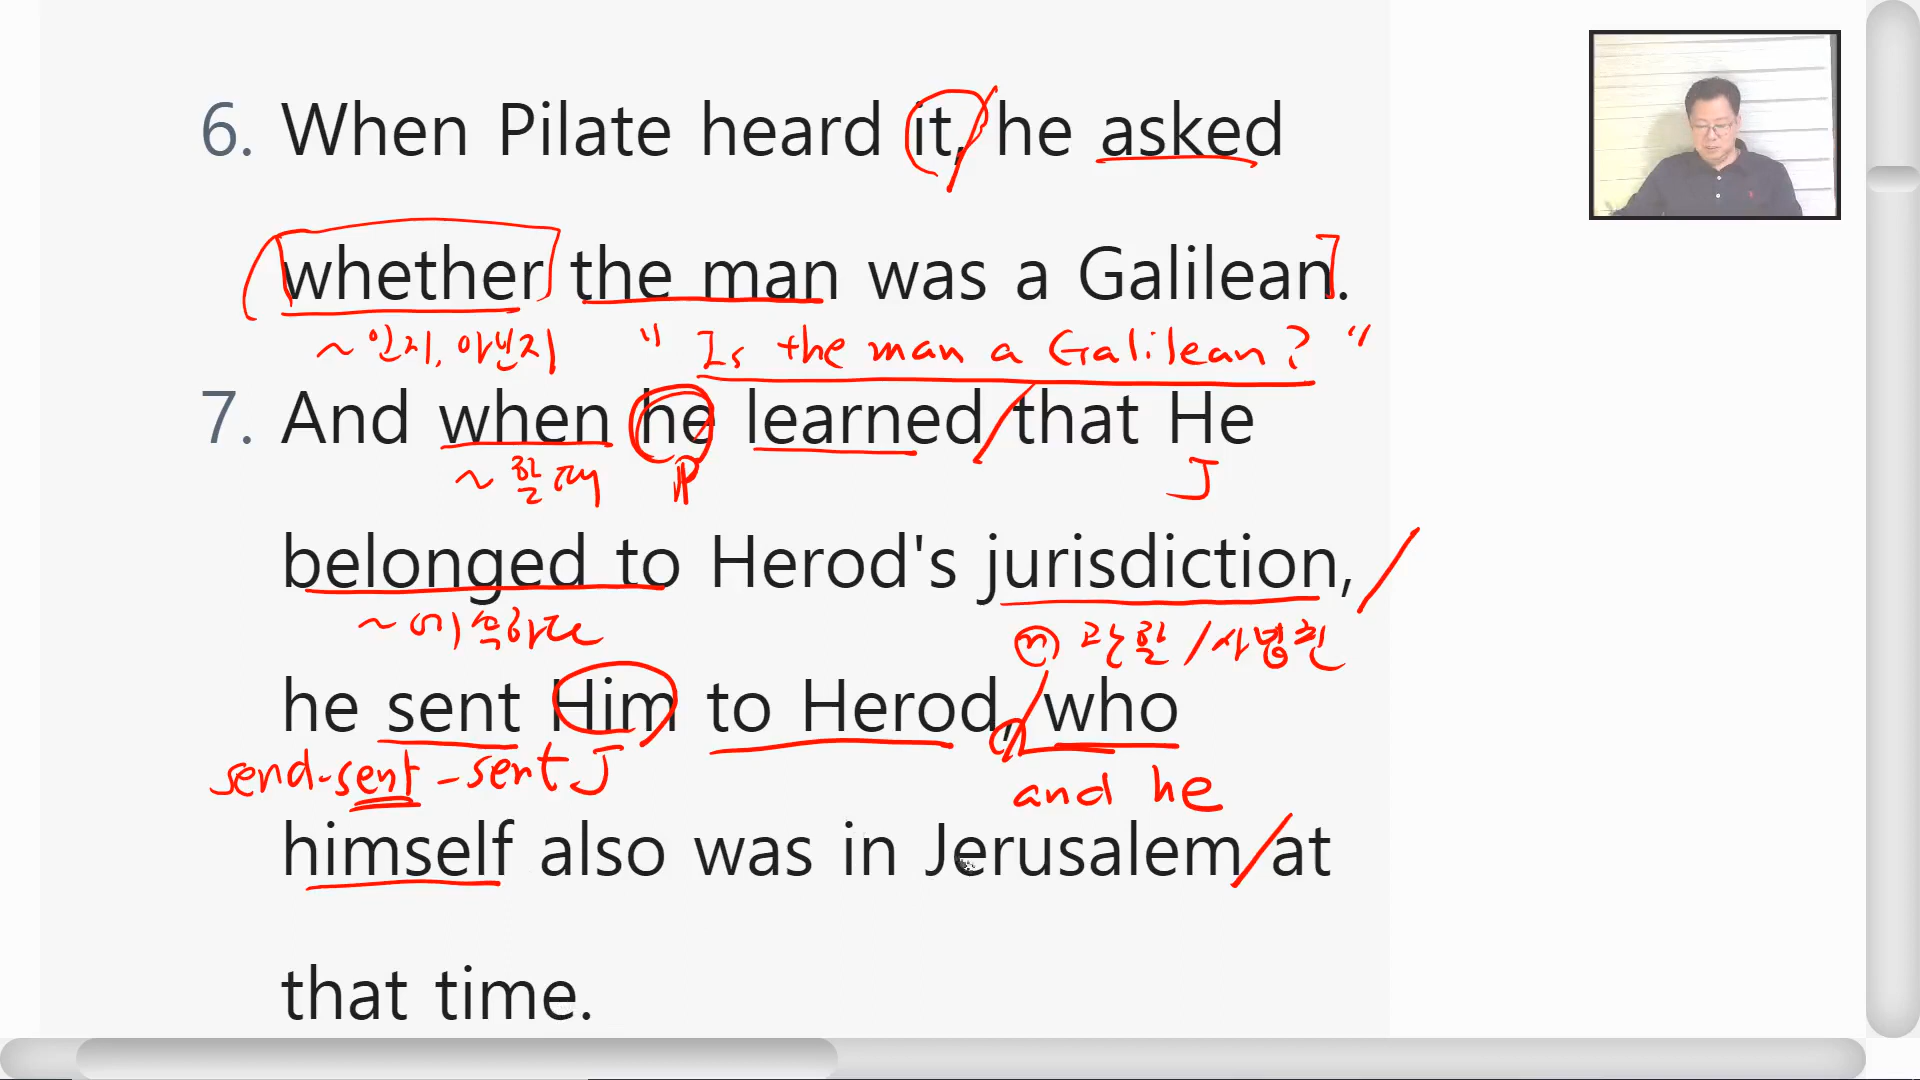 6. When Pilate heard it, he asked
whether the man was a Galilean.
~인지, 아닌지 " Is the man a Galilean? "
7. And when he learned that He
~할 때 P J
belonged to Herod's jurisdiction,
~에 속하다 n 관할 / 사법권
he sent Him to Herod, who
send-sent-sent J and he
himself also was in Jerusalem at
that time.